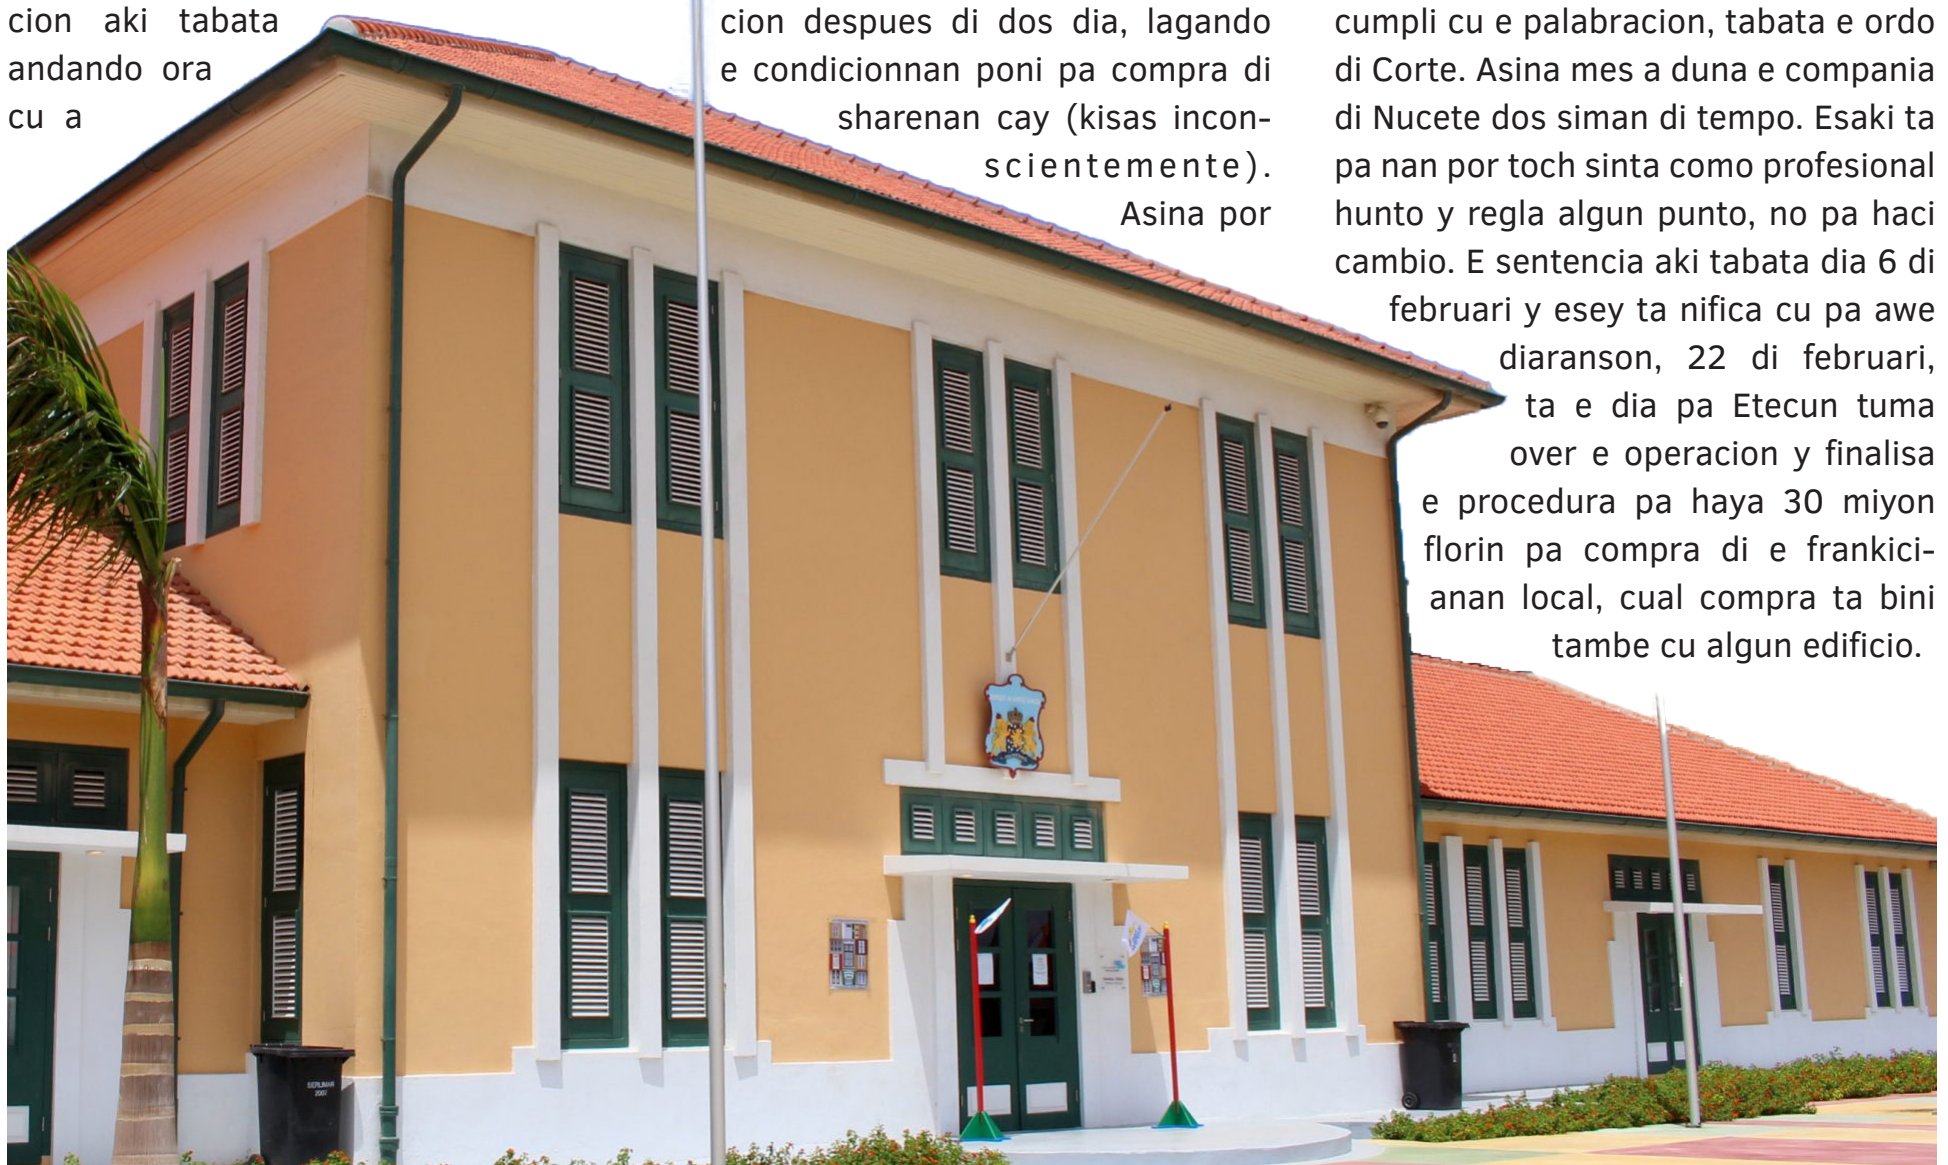 cion aki tabata
andando ora
cu a
cion despues di dos dia, lagando
e condicionnan poni pa compra di
sharenan cay (kisas incon-
scientemente).
Asina por
cumpli cu e palabracion, tabata e ordo
di Corte. Asina mes a duna e compania
di Nucete dos siman di tempo. Esaki ta
pa nan por toch sinta como profesional
hunto y regla algun punto, no pa haci
cambio. E sentencia aki tabata dia 6 di
februari y esey ta nifica cu pa awe
diaranson, 22 di februari,
ta e dia pa Etecun tuma
over e operacion y finalisa
e procedura pa haya 30 miyon
florin pa compra di e frankici-
anan local, cual compra ta bini
tambe cu algun edificio.
SERLIMAR
2007